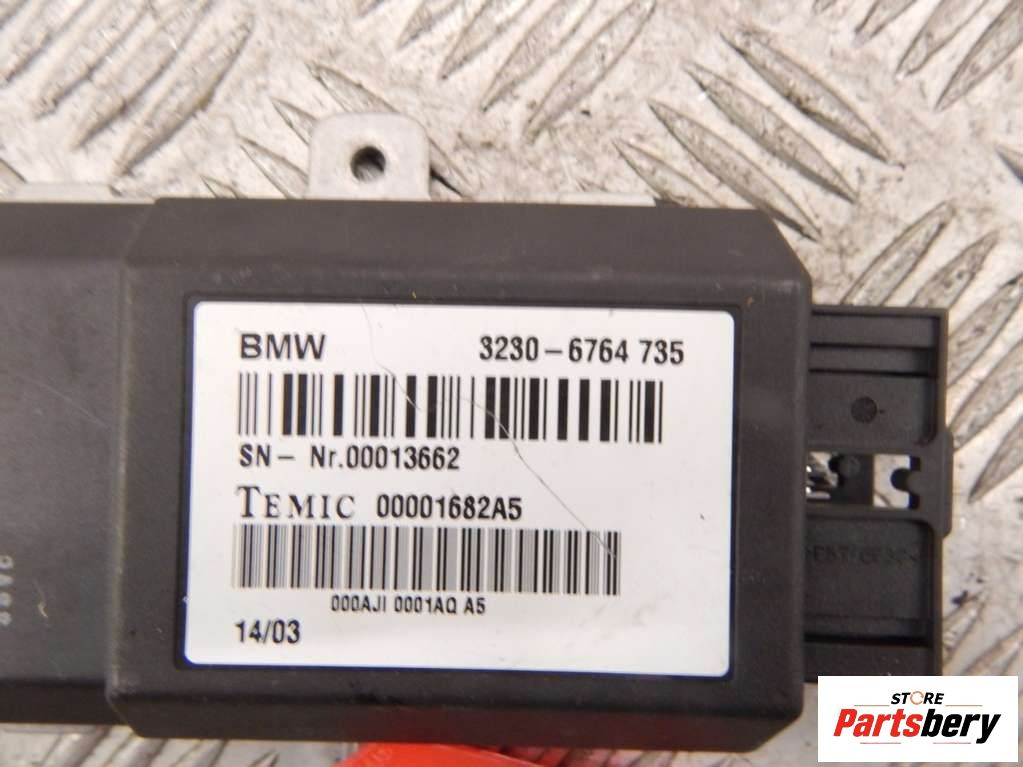 BMW 3230-6764 735
SN- Nr.00013662
TEMIC 00001682A5
000AJI 0001AQ A5
14/03
STORE
Partsbery